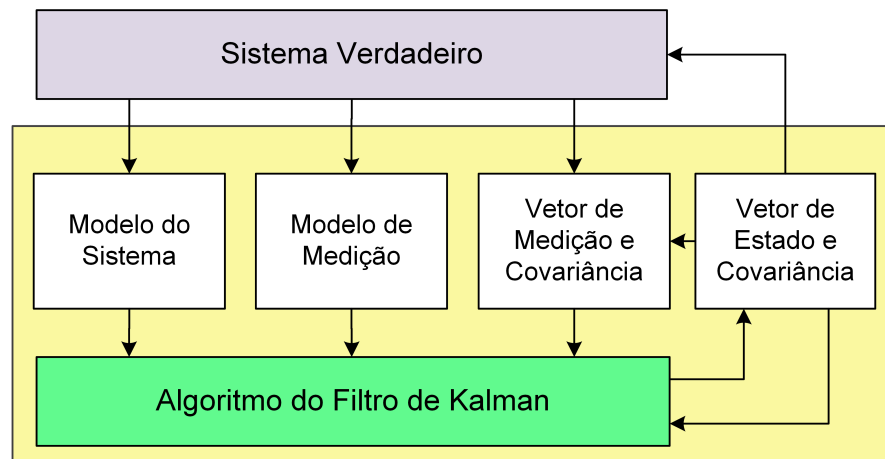 Sistema Verdadeiro
Modelo do
Sistema
Modelo de
Medição
Vetor de
Medição e
Covariância
Vetor de
Estado e
Covariância
Algoritmo do Filtro de Kalman